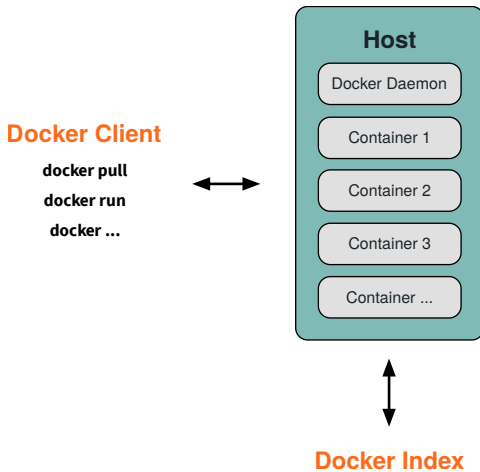 Host
Docker Daemon
Docker Client
Container 1
docker pull
docker run
Container 2
docker ...
Container 3
Container ...
Docker Index